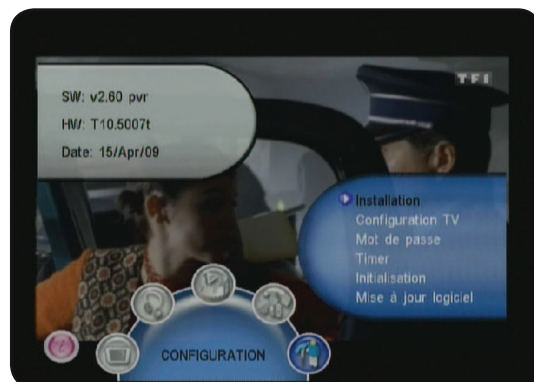 SW: v2.60 pvr
HW: T10.5007t
Date: 15/Apr/09
TF1
Installation
Configuration TV
Mot de passe
Timer
Initialisation
Mise à jour logiciel
CONFIGURATION